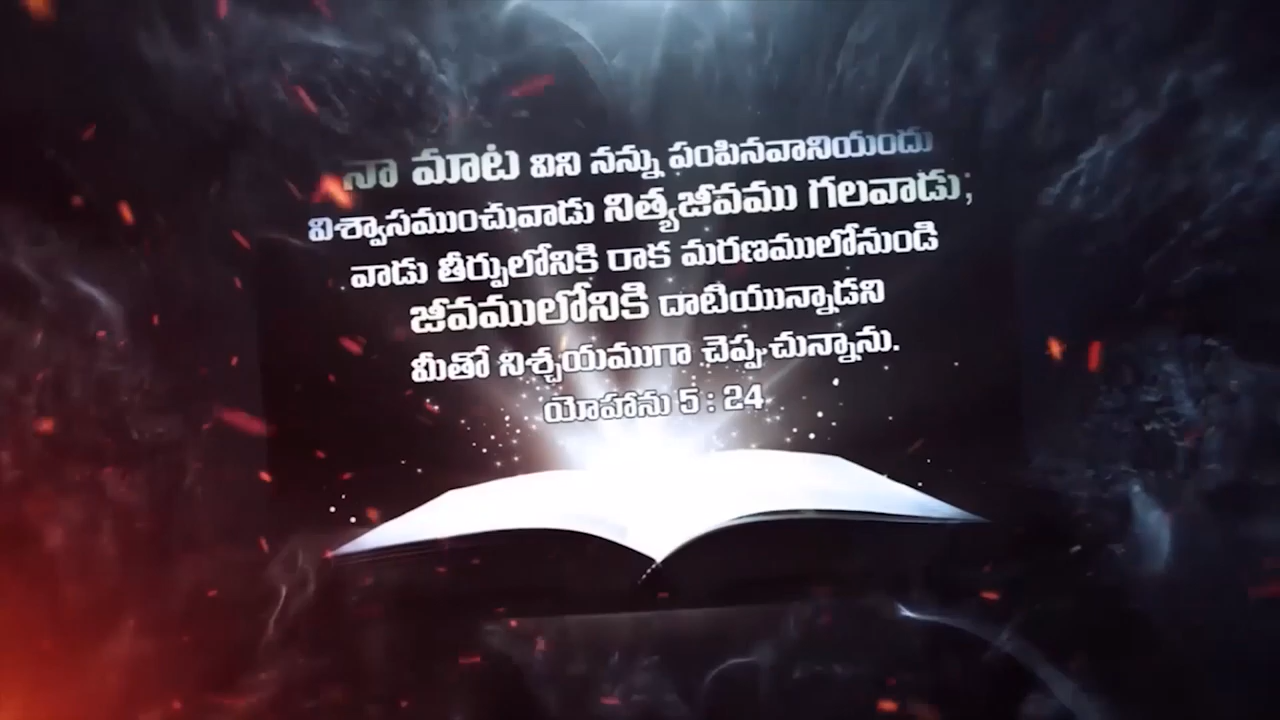 నా మాట విని నన్ను పంపినవానియందు
విశ్వాసముంచువాడు నిత్యజీవము గలవాడు;
వాడు తీర్పులోనికి రాక మరణములోనుండి
జీవములోనికి దాటియున్నాడని
మీతో నిశ్చయముగా చెప్పుచున్నాను.
యోహాను 5 : 24